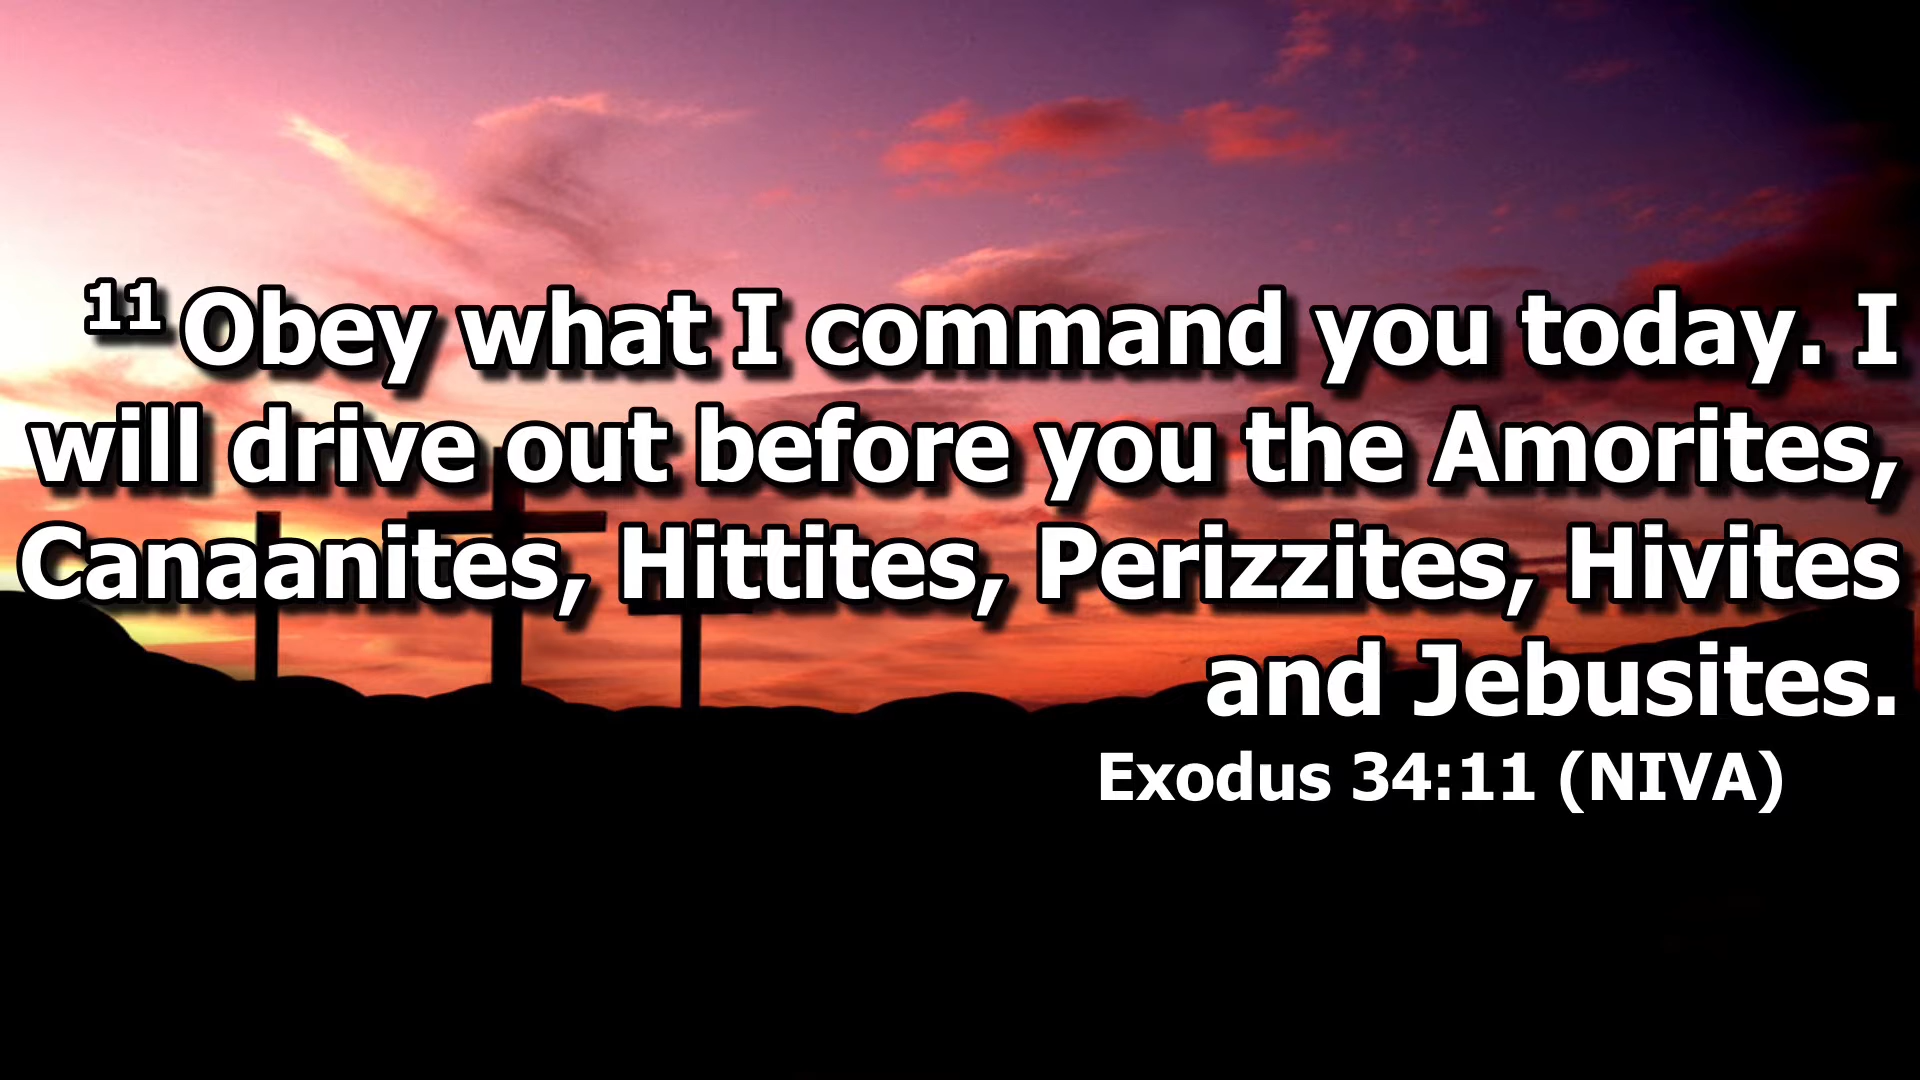 11 Obey what I command you today. I
will drive out before you the Amorites,
Canaanites, Hittites, Perizzites, Hivites
and Jebusites.
Exodus 34:11 (NIVA)